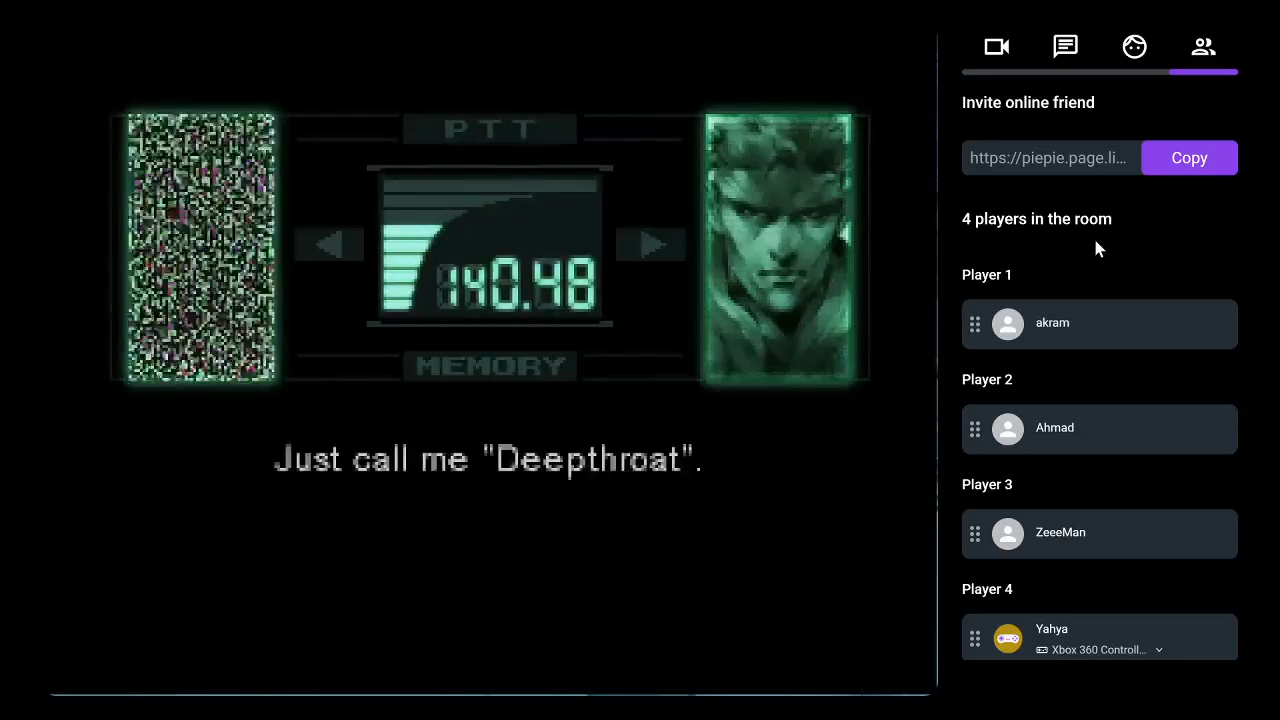 PTT
140.48
MEMORY
Just call me "Deepthroat".
Invite online friend
https://piepie.page.li...
Copy
4 players in the room
Player 1
akram
Player 2
Ahmad
Player 3
ZeeeMan
Player 4
Yahya
Xbox 360 Controll...